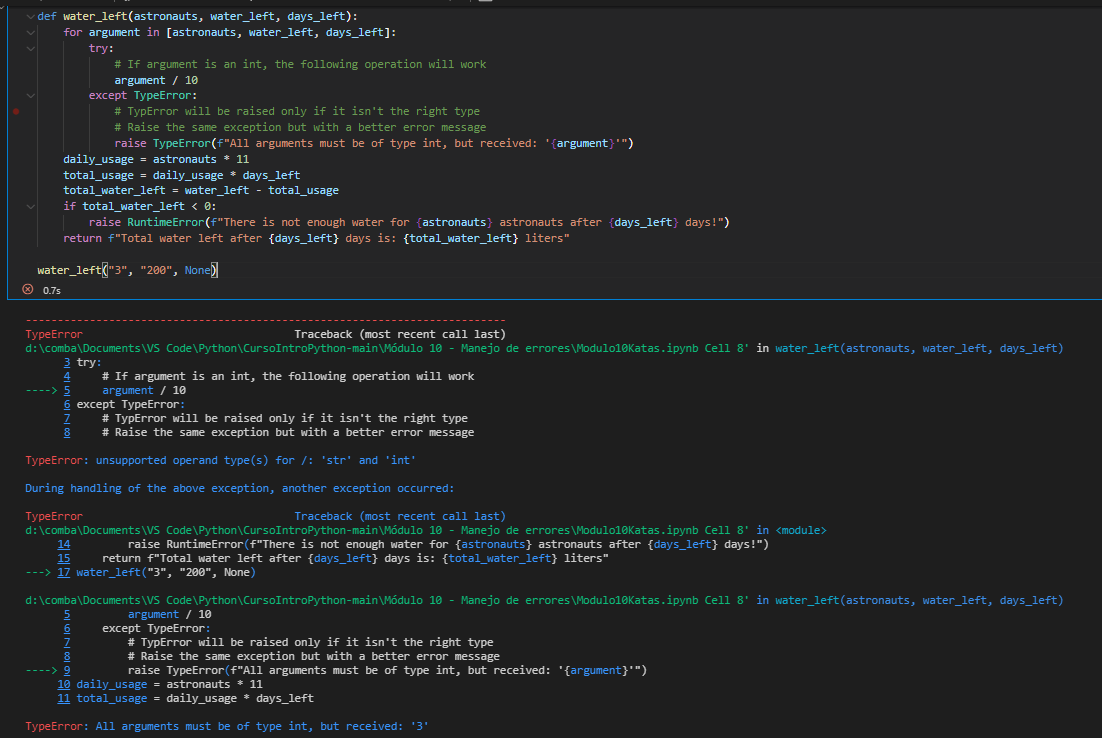 def water_left(astronauts, water_left, days_left):
    for argument in [astronauts, water_left, days_left]:
        try:
            # If argument is an int, the following operation will work
            argument / 10
        except TypeError:
            # TypError will be raised only if it isn't the right type
            # Raise the same exception but with a better error message
            raise TypeError(f"All arguments must be of type int, but received: '{argument}'")
    daily_usage = astronauts * 11
    total_usage = daily_usage * days_left
    total_water_left = water_left - total_usage
    if total_water_left < 0:
        raise RuntimeError(f"There is not enough water for {astronauts} astronauts after {days_left} days!")
    return f"Total water left after {days_left} days is: {total_water_left} liters"

water_left("3", "200", None)
0.7s
---------------------------------------------------------------------------
TypeError                                 Traceback (most recent call last)
d:\comba\Documents\VS Code\Python\CursoIntroPython-main\Módulo 10 - Manejo de errores\Modulo10Katas.ipynb Cell 8' in water_left(astronauts, water_left, days_left)
      3 try:
      4     # If argument is an int, the following operation will work
----> 5     argument / 10
      6 except TypeError:
      7     # TypError will be raised only if it isn't the right type
      8     # Raise the same exception but with a better error message

TypeError: unsupported operand type(s) for /: 'str' and 'int'

During handling of the above exception, another exception occurred:

TypeError                                 Traceback (most recent call last)
d:\comba\Documents\VS Code\Python\CursoIntroPython-main\Módulo 10 - Manejo de errores\Modulo10Katas.ipynb Cell 8' in <module>
     14         raise RuntimeError(f"There is not enough water for {astronauts} astronauts after {days_left} days!")
     15     return f"Total water left after {days_left} days is: {total_water_left} liters"
---> 17 water_left("3", "200", None)

d:\comba\Documents\VS Code\Python\CursoIntroPython-main\Módulo 10 - Manejo de errores\Modulo10Katas.ipynb Cell 8' in water_left(astronauts, water_left, days_left)
      5         argument / 10
      6     except TypeError:
      7         # TypError will be raised only if it isn't the right type
      8         # Raise the same exception but with a better error message
----> 9         raise TypeError(f"All arguments must be of type int, but received: '{argument}'")
     10 daily_usage = astronauts * 11
     11 total_usage = daily_usage * days_left

TypeError: All arguments must be of type int, but received: '3'